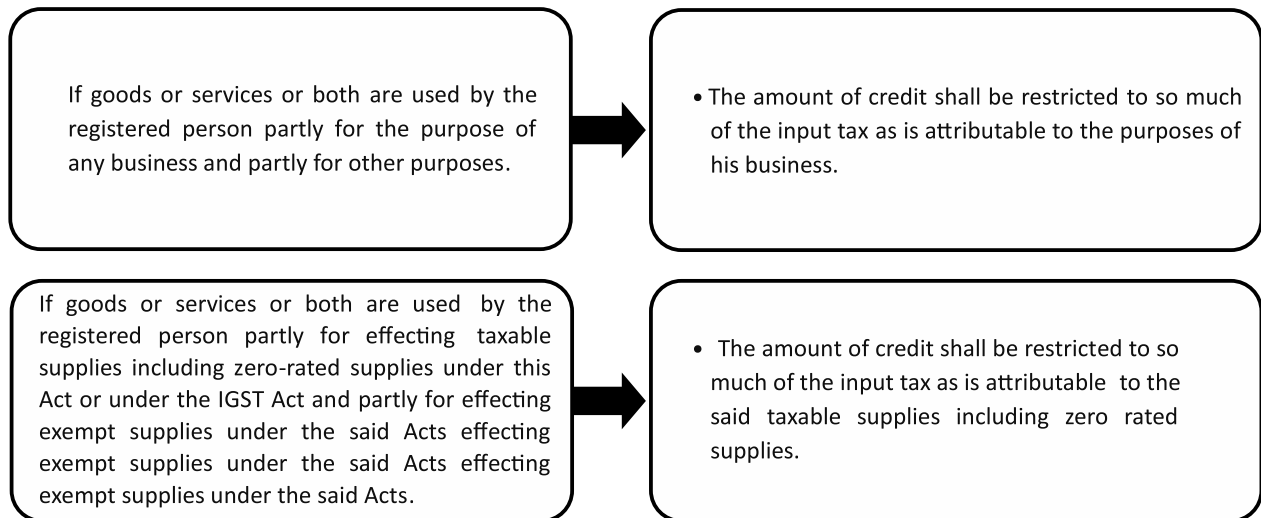 If goods or services or both are used by the
registered person partly for the purpose of
any business and partly for other purposes.
• The amount of credit shall be restricted to so much
of the input tax as is attributable to the purposes of
his business.
If goods or services or both are used by the
registered person partly for effecting taxable
supplies including zero-rated supplies under this
Act or under the IGST Act and partly for effecting
exempt supplies under the said Acts effecting
exempt supplies under the said Acts effecting
exempt supplies under the said Acts.
• The amount of credit shall be restricted to so
much of the input tax as is attributable to the
said taxable supplies including zero rated
supplies.